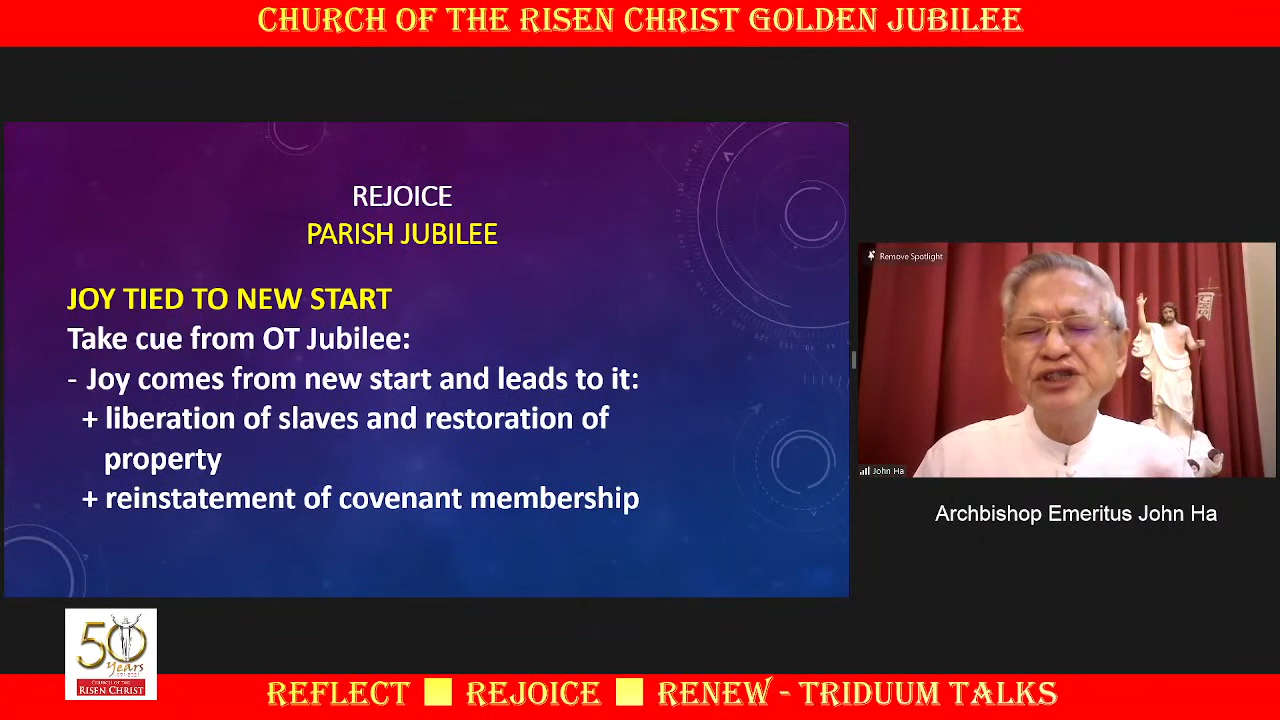 CHURCH OF THE RISEN CHRIST GOLDEN JUBILEE
REJOICE
PARISH JUBILEE
JOY TIED TO NEW START
Take cue from OT Jubilee:
- Joy comes from new start and leads to it:
+ liberation of slaves and restoration of
property
+ reinstatement of covenant membership
Remove Spotlight
John Ha
Archbishop Emeritus John Ha
50
Years
CHURCH OF THE
RISEN CHRIST
REFLECT REJOICE RENEW - TRIDUUM TALKS